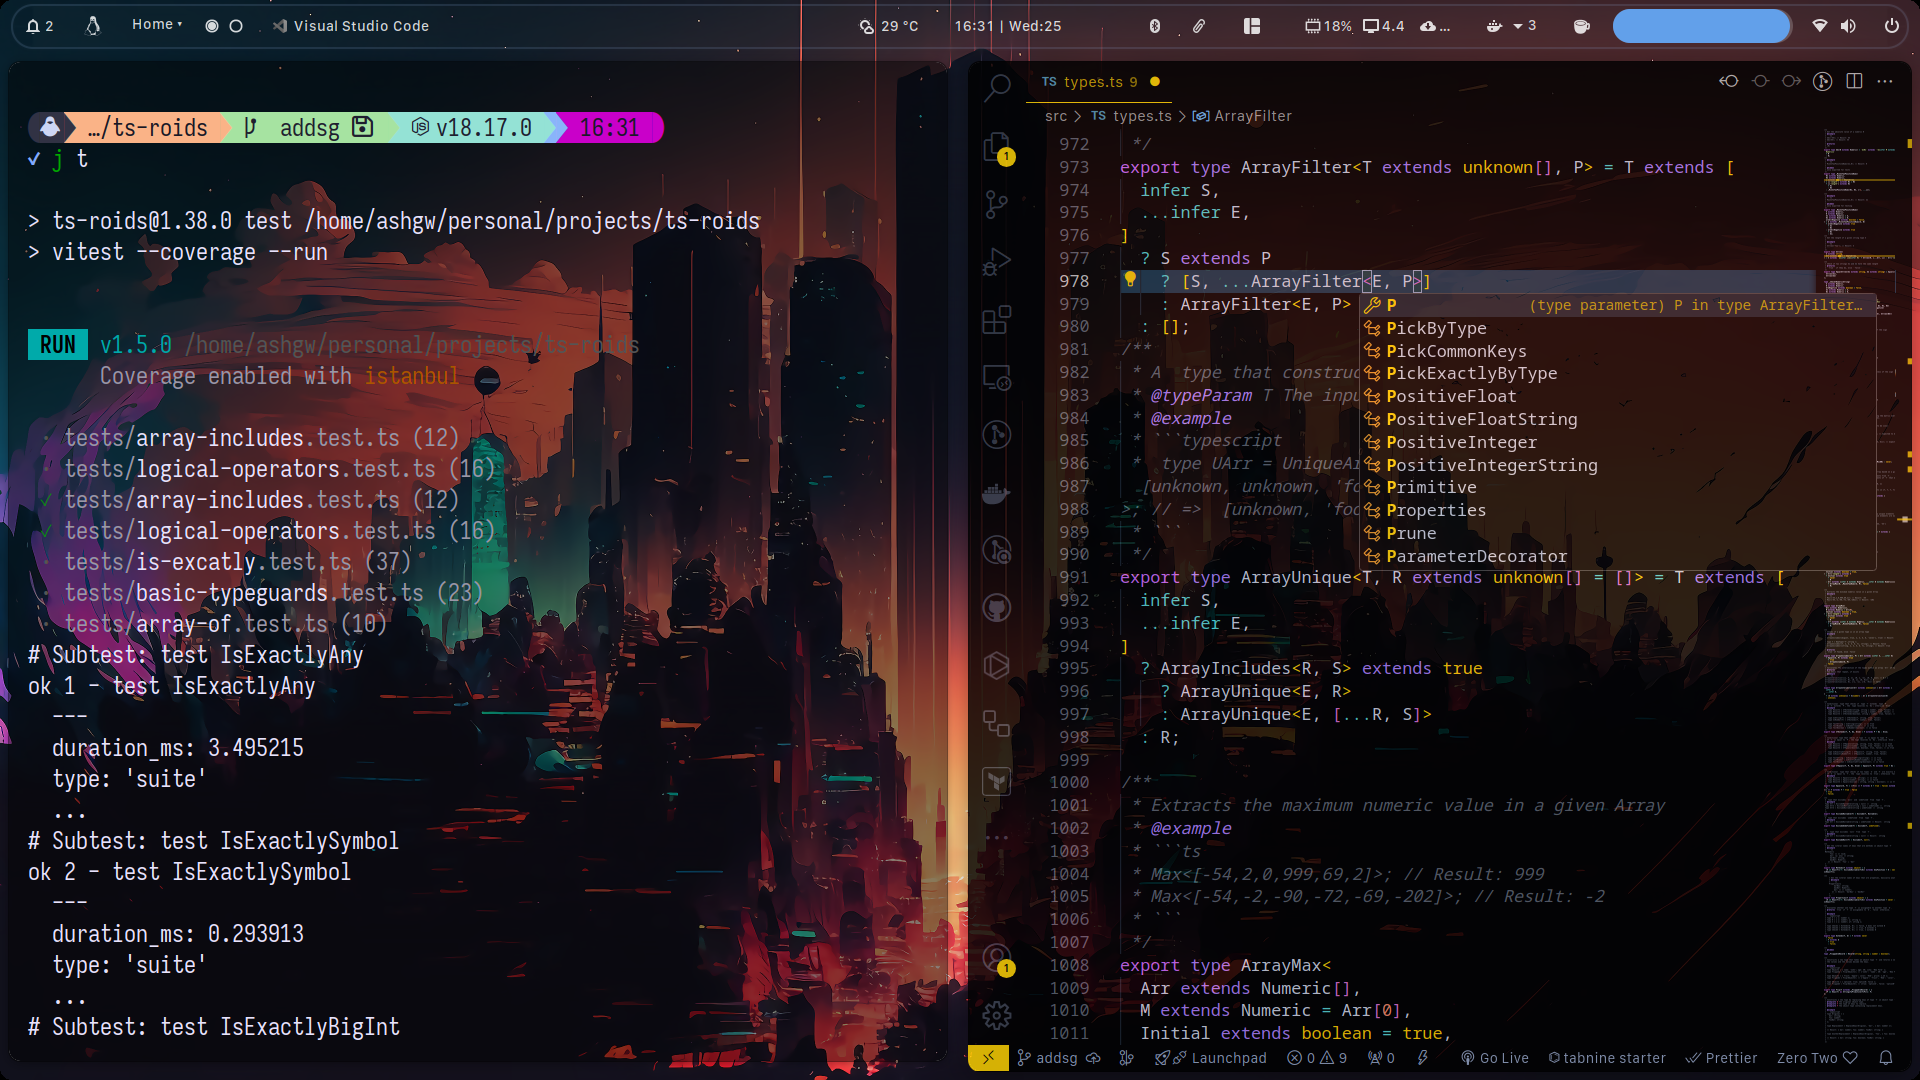 2
Home
Visual Studio Code
29 °C
16:31 | Wed:25
18%
4.4
...
3
.../ts-roids addsg v18.17.0 16:31
✓ j t
> ts-roids@1.38.0 test /home/ashgw/personal/projects/ts-roids
> vitest --coverage --run
RUN v1.5.0 /home/ashgw/personal/projects/ts-roids
Coverage enabled with istanbul
· tests/array-includes.test.ts (12)
tests/logical-operators.test.ts (16)
✓ tests/array-includes.test.ts (12)
✓ tests/logical-operators.test.ts (16)
· tests/is-excatly.test.ts (37)
· tests/basic-typeguards.test.ts (23)
· tests/array-of.test.ts (10)
# Subtest: test IsExactlyAny
ok 1 - test IsExactlyAny
---
duration_ms: 3.495215
type: 'suite'
...
# Subtest: test IsExactlySymbol
ok 2 - test IsExactlySymbol
---
duration_ms: 0.293913
type: 'suite'
...
# Subtest: test IsExactlyBigInt
1
1
TS types.ts 9
src > TS types.ts > ArrayFilter
972 */
973 export type ArrayFilter<T extends unknown[], P> = T extends [
974 infer S,
975 ...infer E,
976 ]
977 ? S extends P
978 ? [S, ...ArrayFilter<E, P>]
979 : ArrayFilter<E, P>
980 : [];
981 /**
982 * A type that construc
983 * @typeParam T The inpu
984 * @example
985 * ```typescript
986 * type UArr = UniqueAr
987 [unknown, unknown, 'fo
988 >; // => [unknown, 'foo
989 * ```
990 */
991 export type ArrayUnique<T, R extends unknown[] = []> = T extends [
992 infer S,
993 ...infer E,
994 ]
995 ? ArrayIncludes<R, S> extends true
996 ? ArrayUnique<E, R>
997 : ArrayUnique<E, [...R, S]>
998 : R;
999
1000 /**
1001 * Extracts the maximum numeric value in a given Array
1002 * @example
1003 * ```ts
1004 * Max<[-54,2,0,999,69,2]>; // Result: 999
1005 * Max<[-54,-2,-90,-72,-69,-202]>; // Result: -2
1006 * ```
1007 */
1008 export type ArrayMax<
1009 Arr extends Numeric[],
1010 M extends Numeric = Arr[0],
1011 Initial extends boolean = true,
P (type parameter) P in type ArrayFilter…
PickByType
PickCommonKeys
PickExactlyByType
PositiveFloat
PositiveFloatString
PositiveInteger
PositiveIntegerString
Primitive
Properties
Prune
ParameterDecorator
addsg Launchpad 0 9 0 Go Live tabnine starter Prettier Zero Two